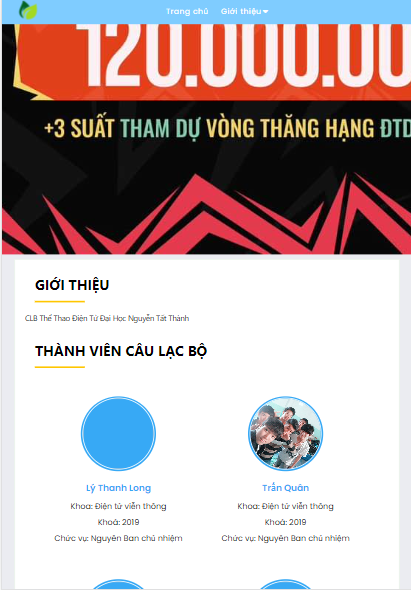 Trang chủ Giới thiệu
120.000.00
+3 SUẤT THAM DỰ VÒNG THĂNG HẠNG ĐTD
GIỚI THIỆU
CLB Thể Thao Điện Tử Đại Học Nguyễn Tất Thành
THÀNH VIÊN CÂU LẠC BỘ
Lý Thanh Long
Khoa: Điện tử viễn thông
Khoá: 2019
Chức vụ: Nguyên Ban chủ nhiệm
Trần Quân
Khoa: Điện tử viễn thông
Khoá: 2019
Chức vụ: Nguyên Ban chủ nhiệm